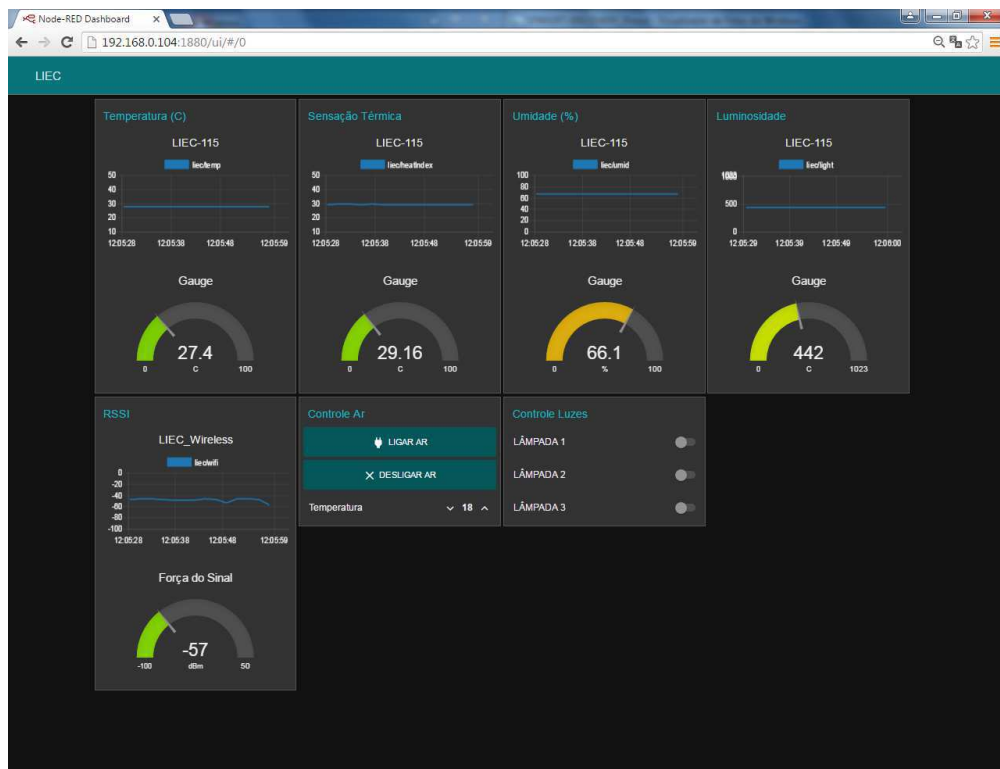 Node-RED Dashboard
192.168.0.104:1880/ui/#/0
LIEC
Temperatura (C)
LIEC-115
liec/temp
50
40
30
20
10
12:05:28 12:05:38 12:05:48 12:05:59
Gauge
27.4
0 C 100
Sensação Térmica
LIEC-115
liec/heatIndex
50
40
30
20
10
12:05:28 12:05:38 12:05:48 12:05:59
Gauge
29.16
0 C 100
Umidade (%)
LIEC-115
liec/umid
100
80
60
40
20
0
12:05:28 12:05:38 12:05:48 12:05:59
Gauge
66.1
0 % 100
Luminosidade
LIEC-115
liec/light
500
0
12:05:29 12:05:39 12:05:49 12:06:00
Gauge
442
0 C 1023
RSSI
LIEC_Wireless
liec/wifi
0
-20
-40
-60
-80
-100
12:05:28 12:05:38 12:05:48 12:05:59
Força do Sinal
-57
-100 dBm 50
Controle Ar
LIGAR AR
DESLIGAR AR
Temperatura 18
Controle Luzes
LÂMPADA 1
LÂMPADA 2
LÂMPADA 3